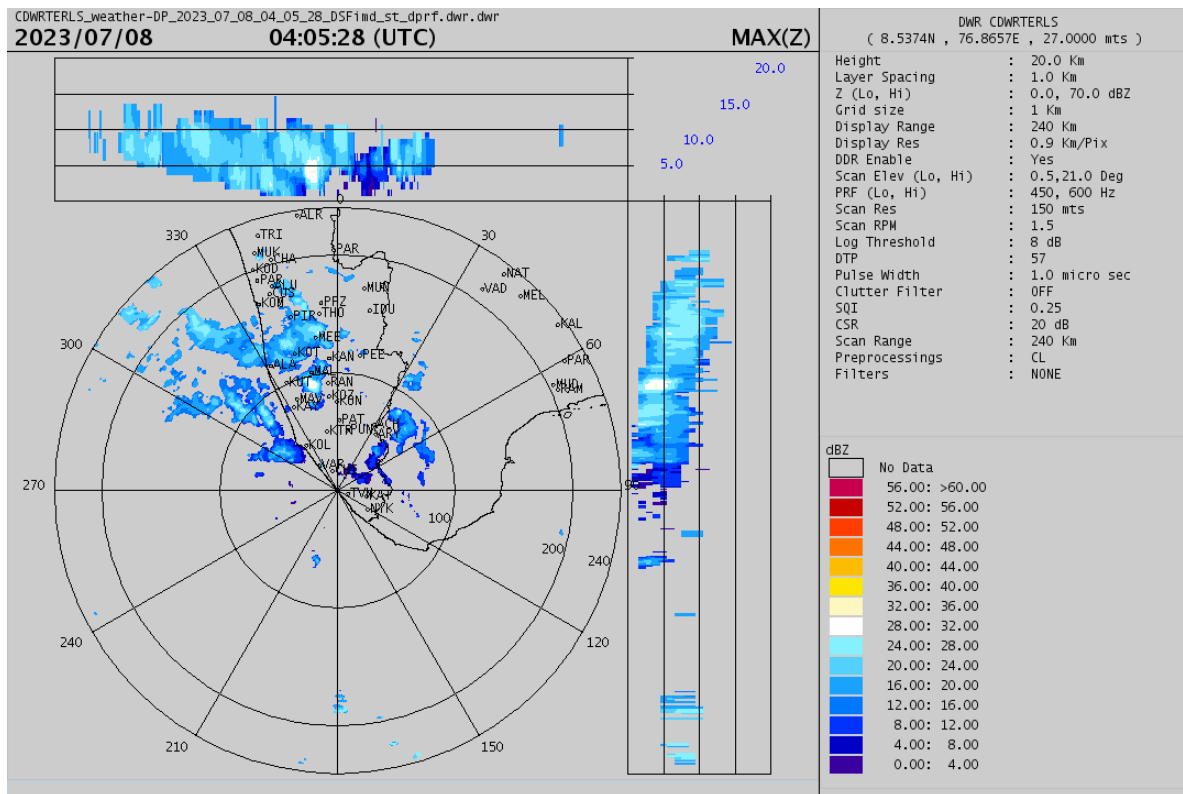 CDWRTERLS_weather-DP_2023_07_08_04_05_28_DSFimd_st_dprf.dwr.dwr
2023/07/08 04:05:28 (UTC) MAX(Z)
20.0
15.0
10.0
5.0
0
30
60
90
120
150
210
240
270
300
330
100
200
240
ALR
TRI
PAR
MUK
CHA
KOD
PAR
ALU
COS
KOM
NAT
VAD
MEL
MUN
PFZ
THO
IDU
PIR
KAL
MEE
KOT
KAN
PEE
PAR
ALA
MAL
KUT
RAN
MUD
RAM
MAV
KOZ
KON
KAY
PAT
ACH
KTR
PUN
ARY
KOL
VAR
TVM
KAT
NYK
DWR CDWRTERLS
( 8.5374N , 76.8657E , 27.0000 mts )
Height : 20.0 Km
Layer Spacing : 1.0 Km
Z (Lo, Hi) : 0.0, 70.0 dBZ
Grid size : 1 Km
Display Range : 240 Km
Display Res : 0.9 Km/Pix
DDR Enable : Yes
Scan Elev (Lo, Hi) : 0.5,21.0 Deg
PRF (Lo, Hi) : 450, 600 Hz
Scan Res : 150 mts
Scan RPM : 1.5
Log Threshold : 8 dB
DTP : 57
Pulse Width : 1.0 micro sec
Clutter Filter : OFF
SQI : 0.25
CSR : 20 dB
Scan Range : 240 Km
Preprocessings : CL
Filters : NONE
dBZ
No Data
56.00: >60.00
52.00: 56.00
48.00: 52.00
44.00: 48.00
40.00: 44.00
36.00: 40.00
32.00: 36.00
28.00: 32.00
24.00: 28.00
20.00: 24.00
16.00: 20.00
12.00: 16.00
8.00: 12.00
4.00: 8.00
0.00: 4.00